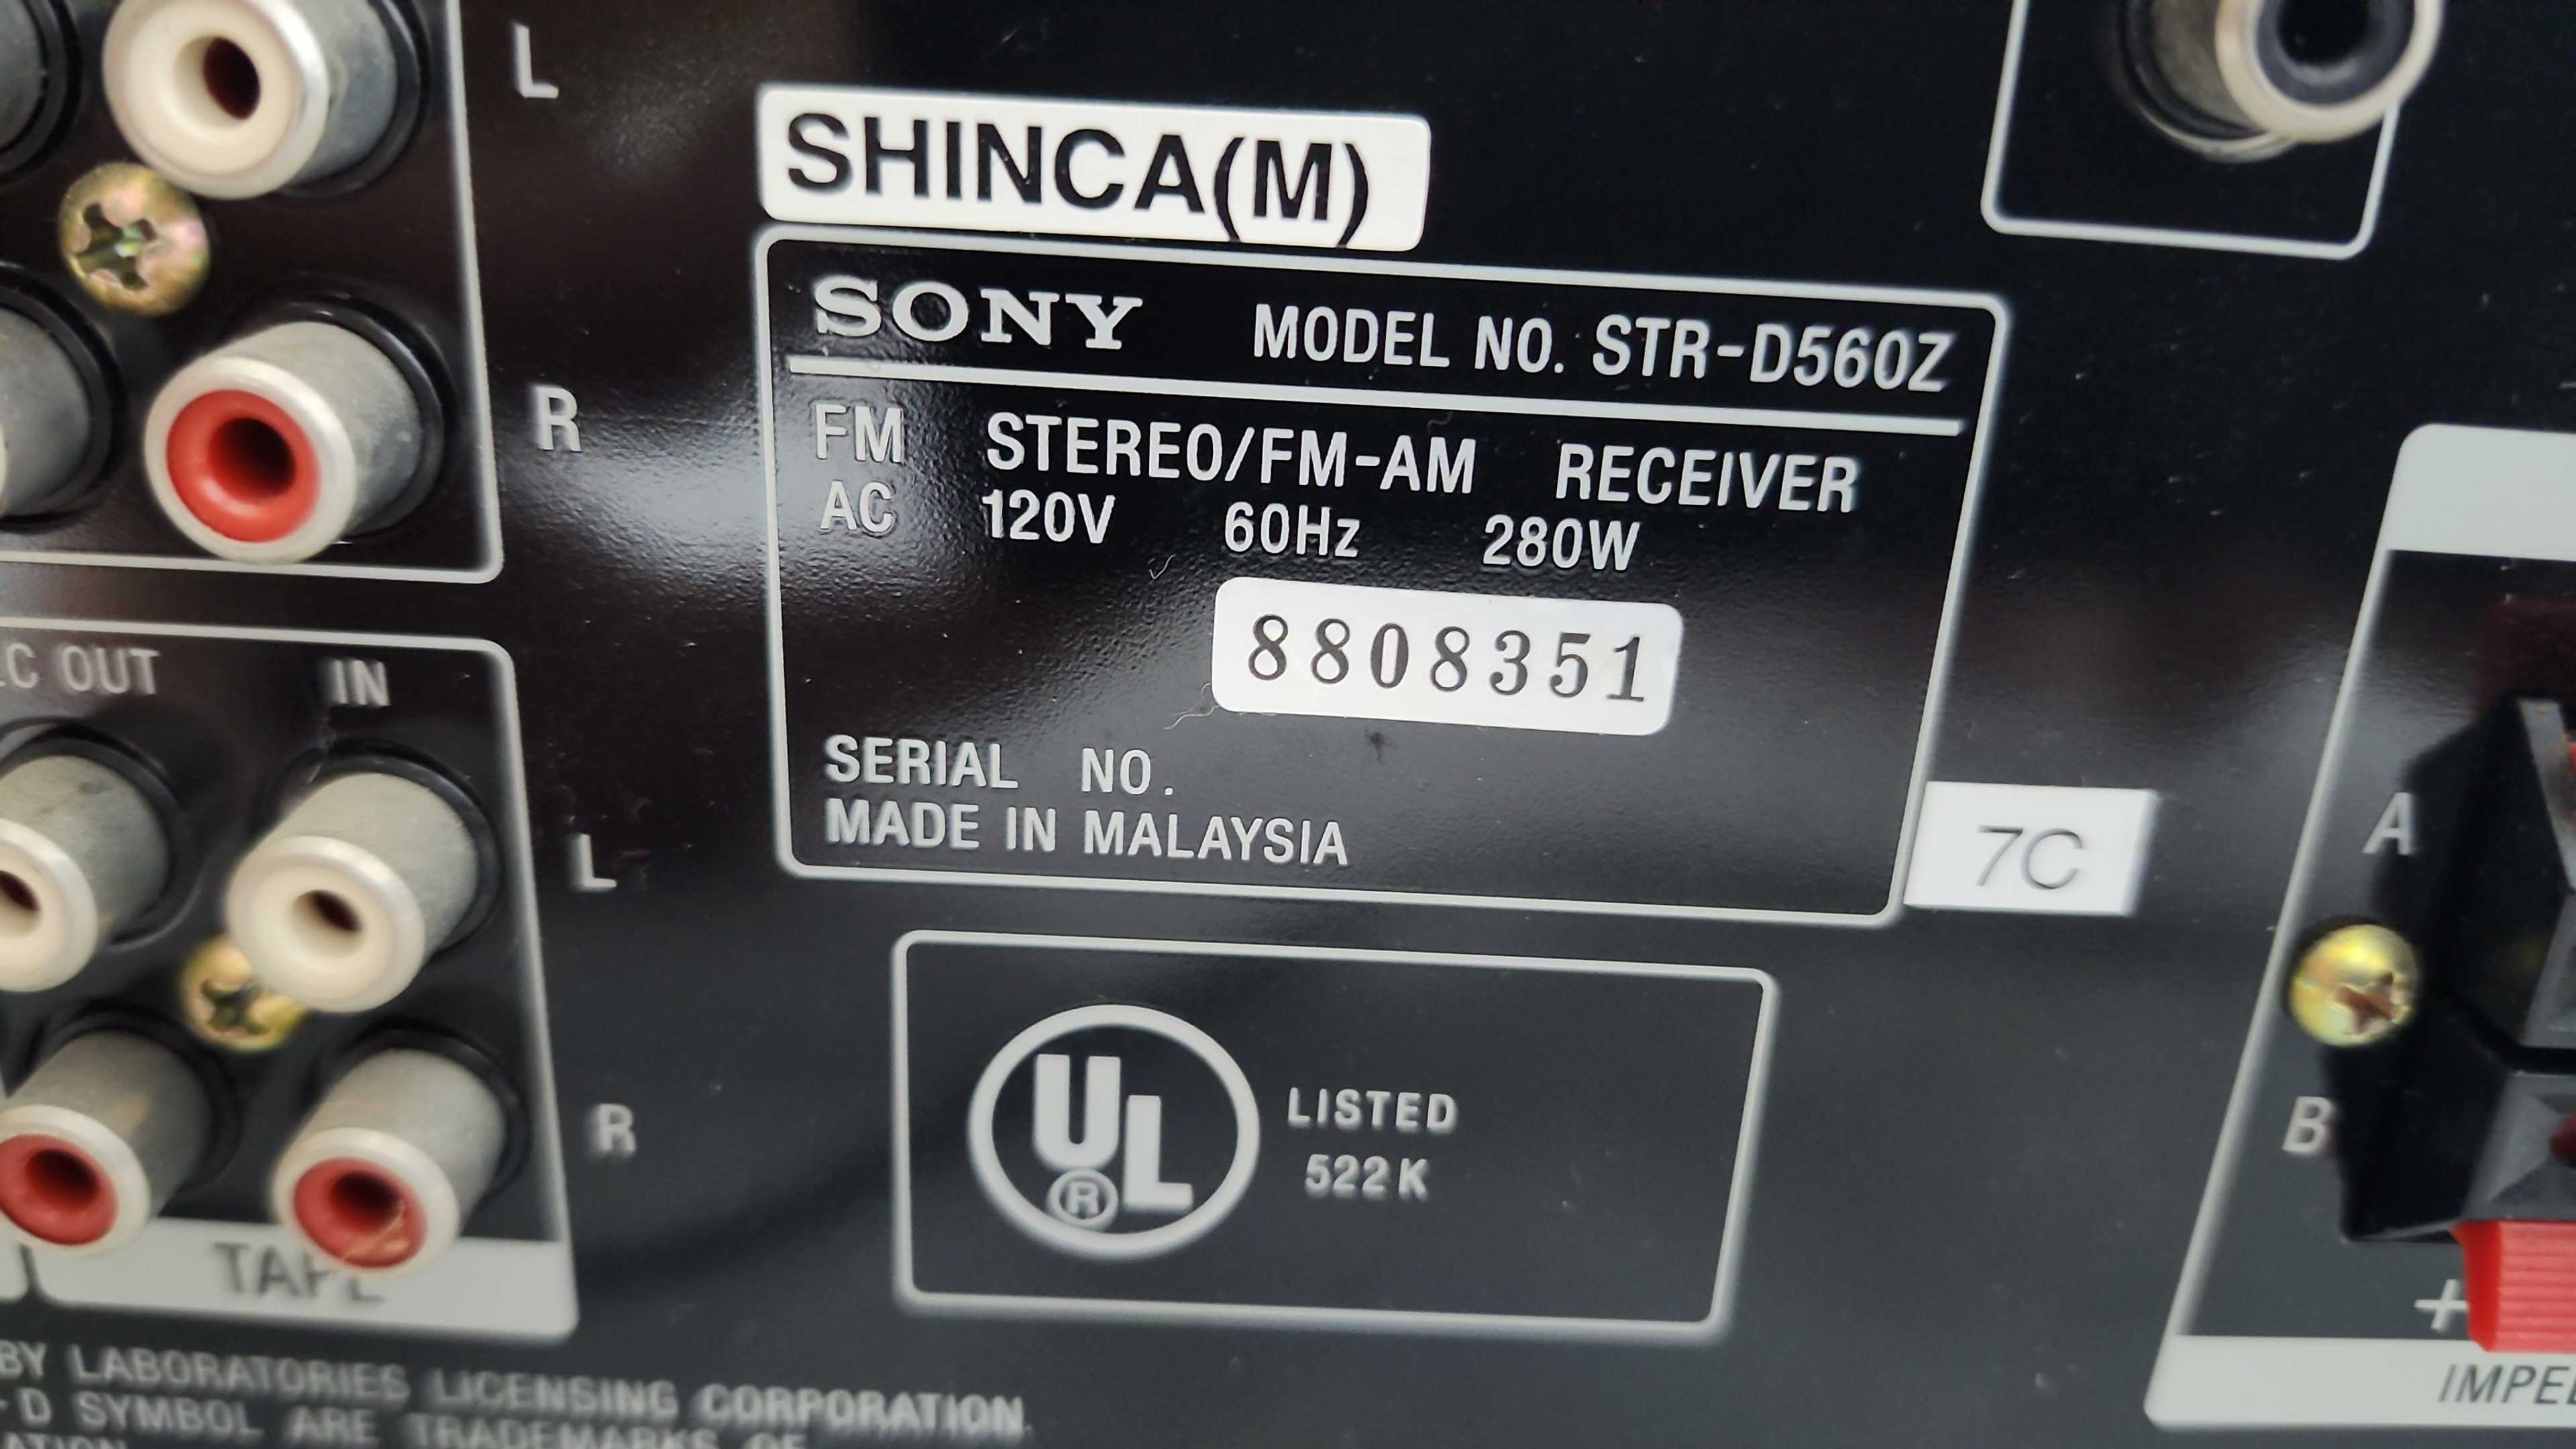 L
R
C OUT IN
L
R
TAPE
BY LABORATORIES LICENSING CORPORATION.
D SYMBOL ARE TRADEMARKS OF
SHINCA(M)
SONY MODEL NO. STR-D560Z
FM STEREO/FM-AM RECEIVER
AC 120V 60Hz 280W
8808351
SERIAL NO.
MADE IN MALAYSIA
7C
UL
®
LISTED
522K
A
B
+